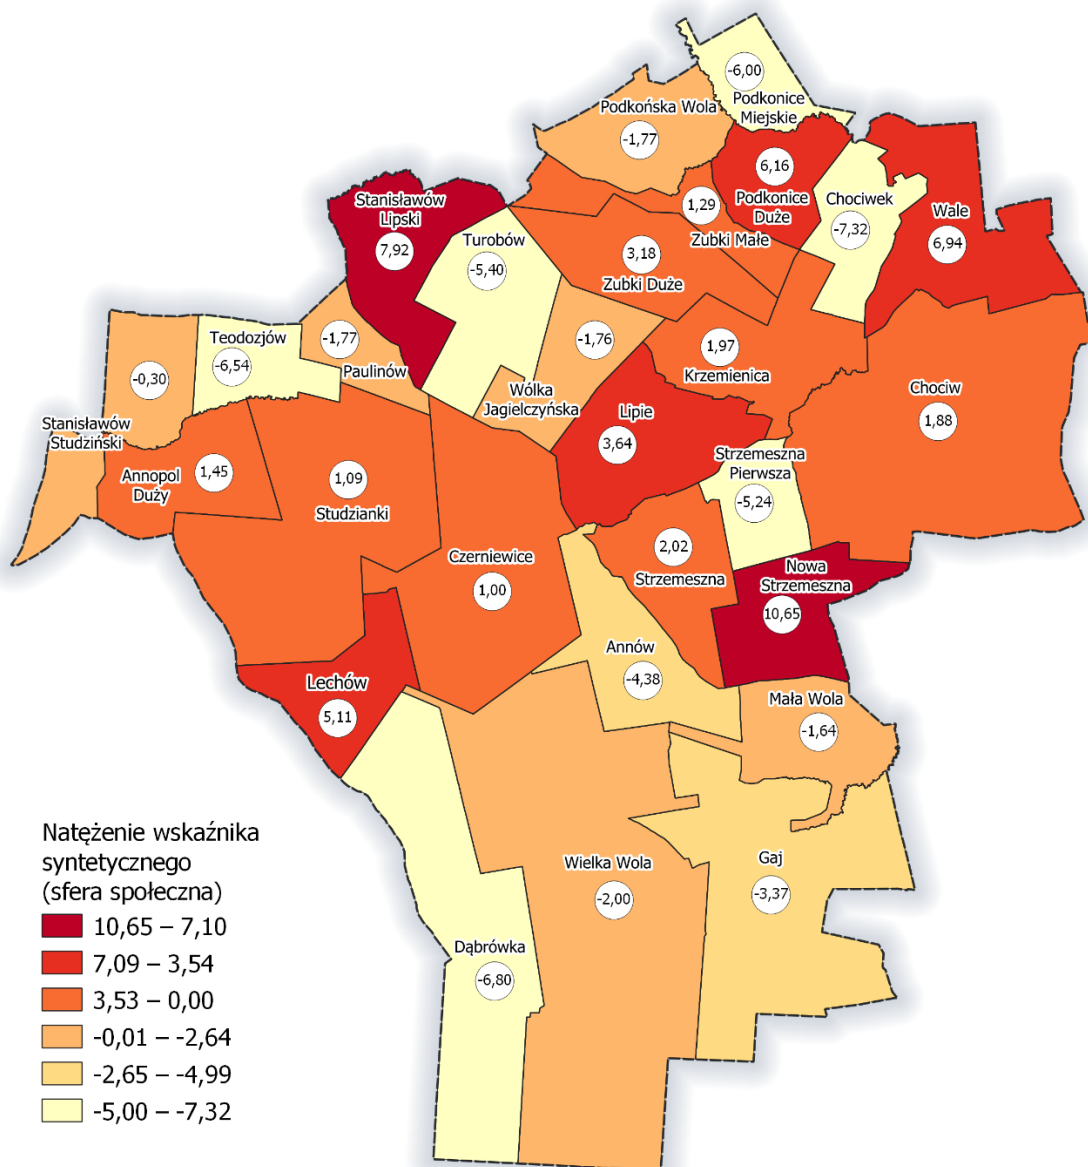 -6,00
Podkonice
Miejskie
Podkońska Wola
-1,77
6,16
Podkonice
Duże
Stanisławów
Lipski
7,92
1,29
Zubki Małe
Chociwek
-7,32
Wale
6,94
Turobów
-5,40
3,18
Zubki Duże
Teodozjów
-6,54
-1,77
Paulinów
-1,76
Wólka
Jagielczyńska
1,97
Krzemienica
-0,30
Stanisławów
Studziński
Chociw
1,88
Lipie
3,64
Annopol
Duży
1,45
1,09
Studzianki
Strzemeszna
Pierwsza
-5,24
Czerniewice
1,00
2,02
Strzemeszna
Nowa
Strzemeszna
10,65
Annów
-4,38
Lechów
5,11
Mała Wola
-1,64
Wielka Wola
-2,00
Gaj
-3,37
Dąbrówka
-6,80
Natężenie wskaźnika
syntetycznego
(sfera społeczna)
10,65 – 7,10
7,09 – 3,54
3,53 – 0,00
-0,01 – -2,64
-2,65 – -4,99
-5,00 – -7,32